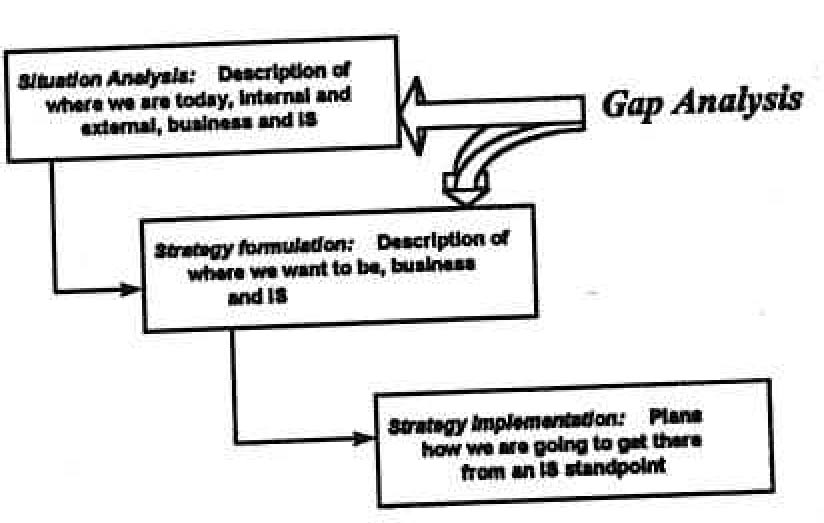 Situation Analysis: Description of
where we are today, internal and
external, business and IS
Gap Analysis
Strategy formulation: Description of
where we want to be, business
and IS
Strategy Implementation: Plans
how we are going to get there
from an IS standpoint